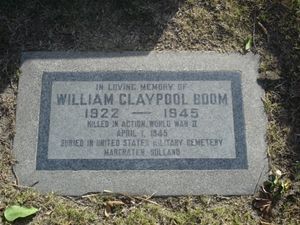 IN LOVING MEMORY OF
WILLIAM CLAYPOOL BOOM
1922 — 1945
KILLED IN ACTION, WORLD WAR II
APRIL 1, 1945
BURIED IN UNITED STATES MILITARY CEMETERY
MARGRATEN HOLLAND